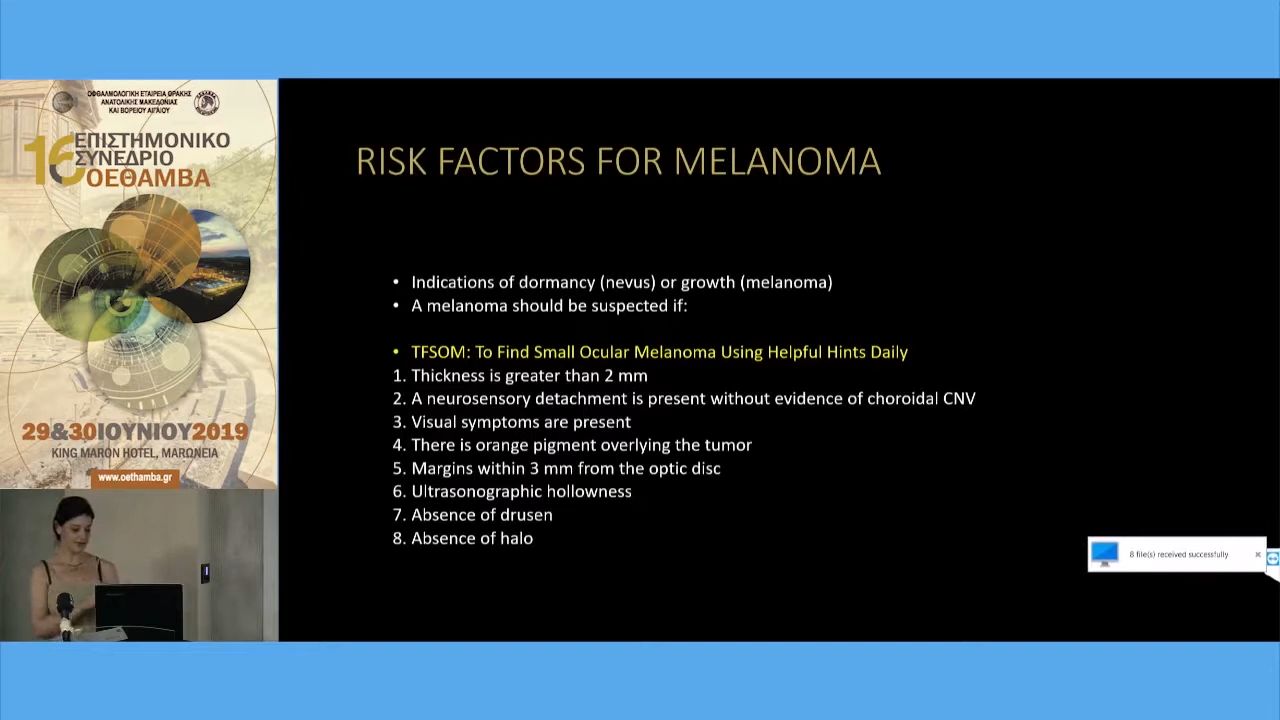 ΟΦΘΑΛΜΟΛΟΓΙΚΗ ΕΤΑΙΡΕΙΑ ΘΡΑΚΗΣ
ΑΝΑΤΟΛΙΚΗΣ ΜΑΚΕΔΟΝΙΑΣ
ΚΑΙ ΒΟΡΕΙΟΥ ΑΙΓΑΙΟΥ
16 ΕΠΙΣΤΗΜΟΝΙΚΟ
ΣΥΝΕΔΡΙΟ
ΟΕΘΑΜΒΑ
29&30ΙΟΥΝΙΟΥ2019
KING MARON HOTEL, ΜΑΡΩΝΕΙΑ
www.oethamba.gr
RISK FACTORS FOR MELANOMA
• Indications of dormancy (nevus) or growth (melanoma)
• A melanoma should be suspected if:
• TFSOM: To Find Small Ocular Melanoma Using Helpful Hints Daily
1. Thickness is greater than 2 mm
2. A neurosensory detachment is present without evidence of choroidal CNV
3. Visual symptoms are present
4. There is orange pigment overlying the tumor
5. Margins within 3 mm from the optic disc
6. Ultrasonographic hollowness
7. Absence of drusen
8. Absence of halo
8 file(s) received successfully